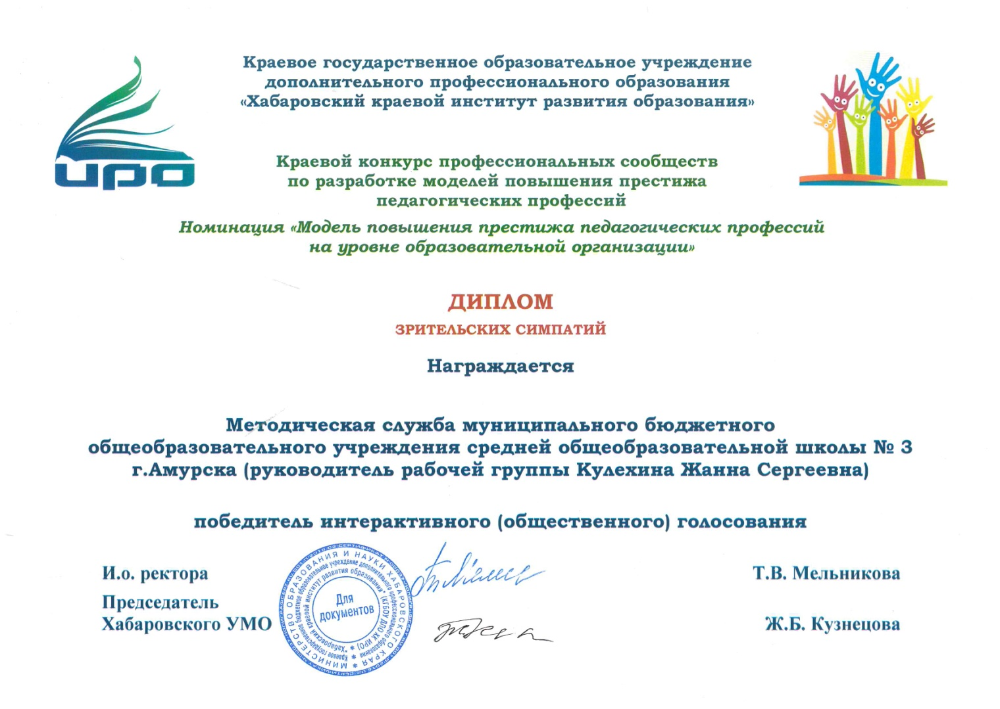 Краевое государственное образовательное учреждение
дополнительного профессионального образования
«Хабаровский краевой институт развития образования»
ИРО
Краевой конкурс профессиональных сообществ
по разработке моделей повышения престижа
педагогических профессий
Номинация «Модель повышения престижа педагогических профессий
на уровне образовательной организации»
ДИПЛОМ
ЗРИТЕЛЬСКИХ СИМПАТИЙ
Награждается
Методическая служба муниципального бюджетного
общеобразовательного учреждения средней общеобразовательной школы № 3
г.Амурска (руководитель рабочей группы Кулехина Жанна Сергеевна)
победитель интерактивного (общественного) голосования
И.о. ректора
Т.В. Мельникова
Председатель
Хабаровского УМО
Ж.Б. Кузнецова
МИНИСТЕРСТВО ОБРАЗОВАНИЯ И НАУКИ ХАБАРОВСКОГО КРАЯ
Краевое государственное бюджетное образовательное учреждение дополнительного профессионального образования
"Хабаровский краевой институт развития образования" (КГБОУ ДПО ХК ИРО)
Для
документов